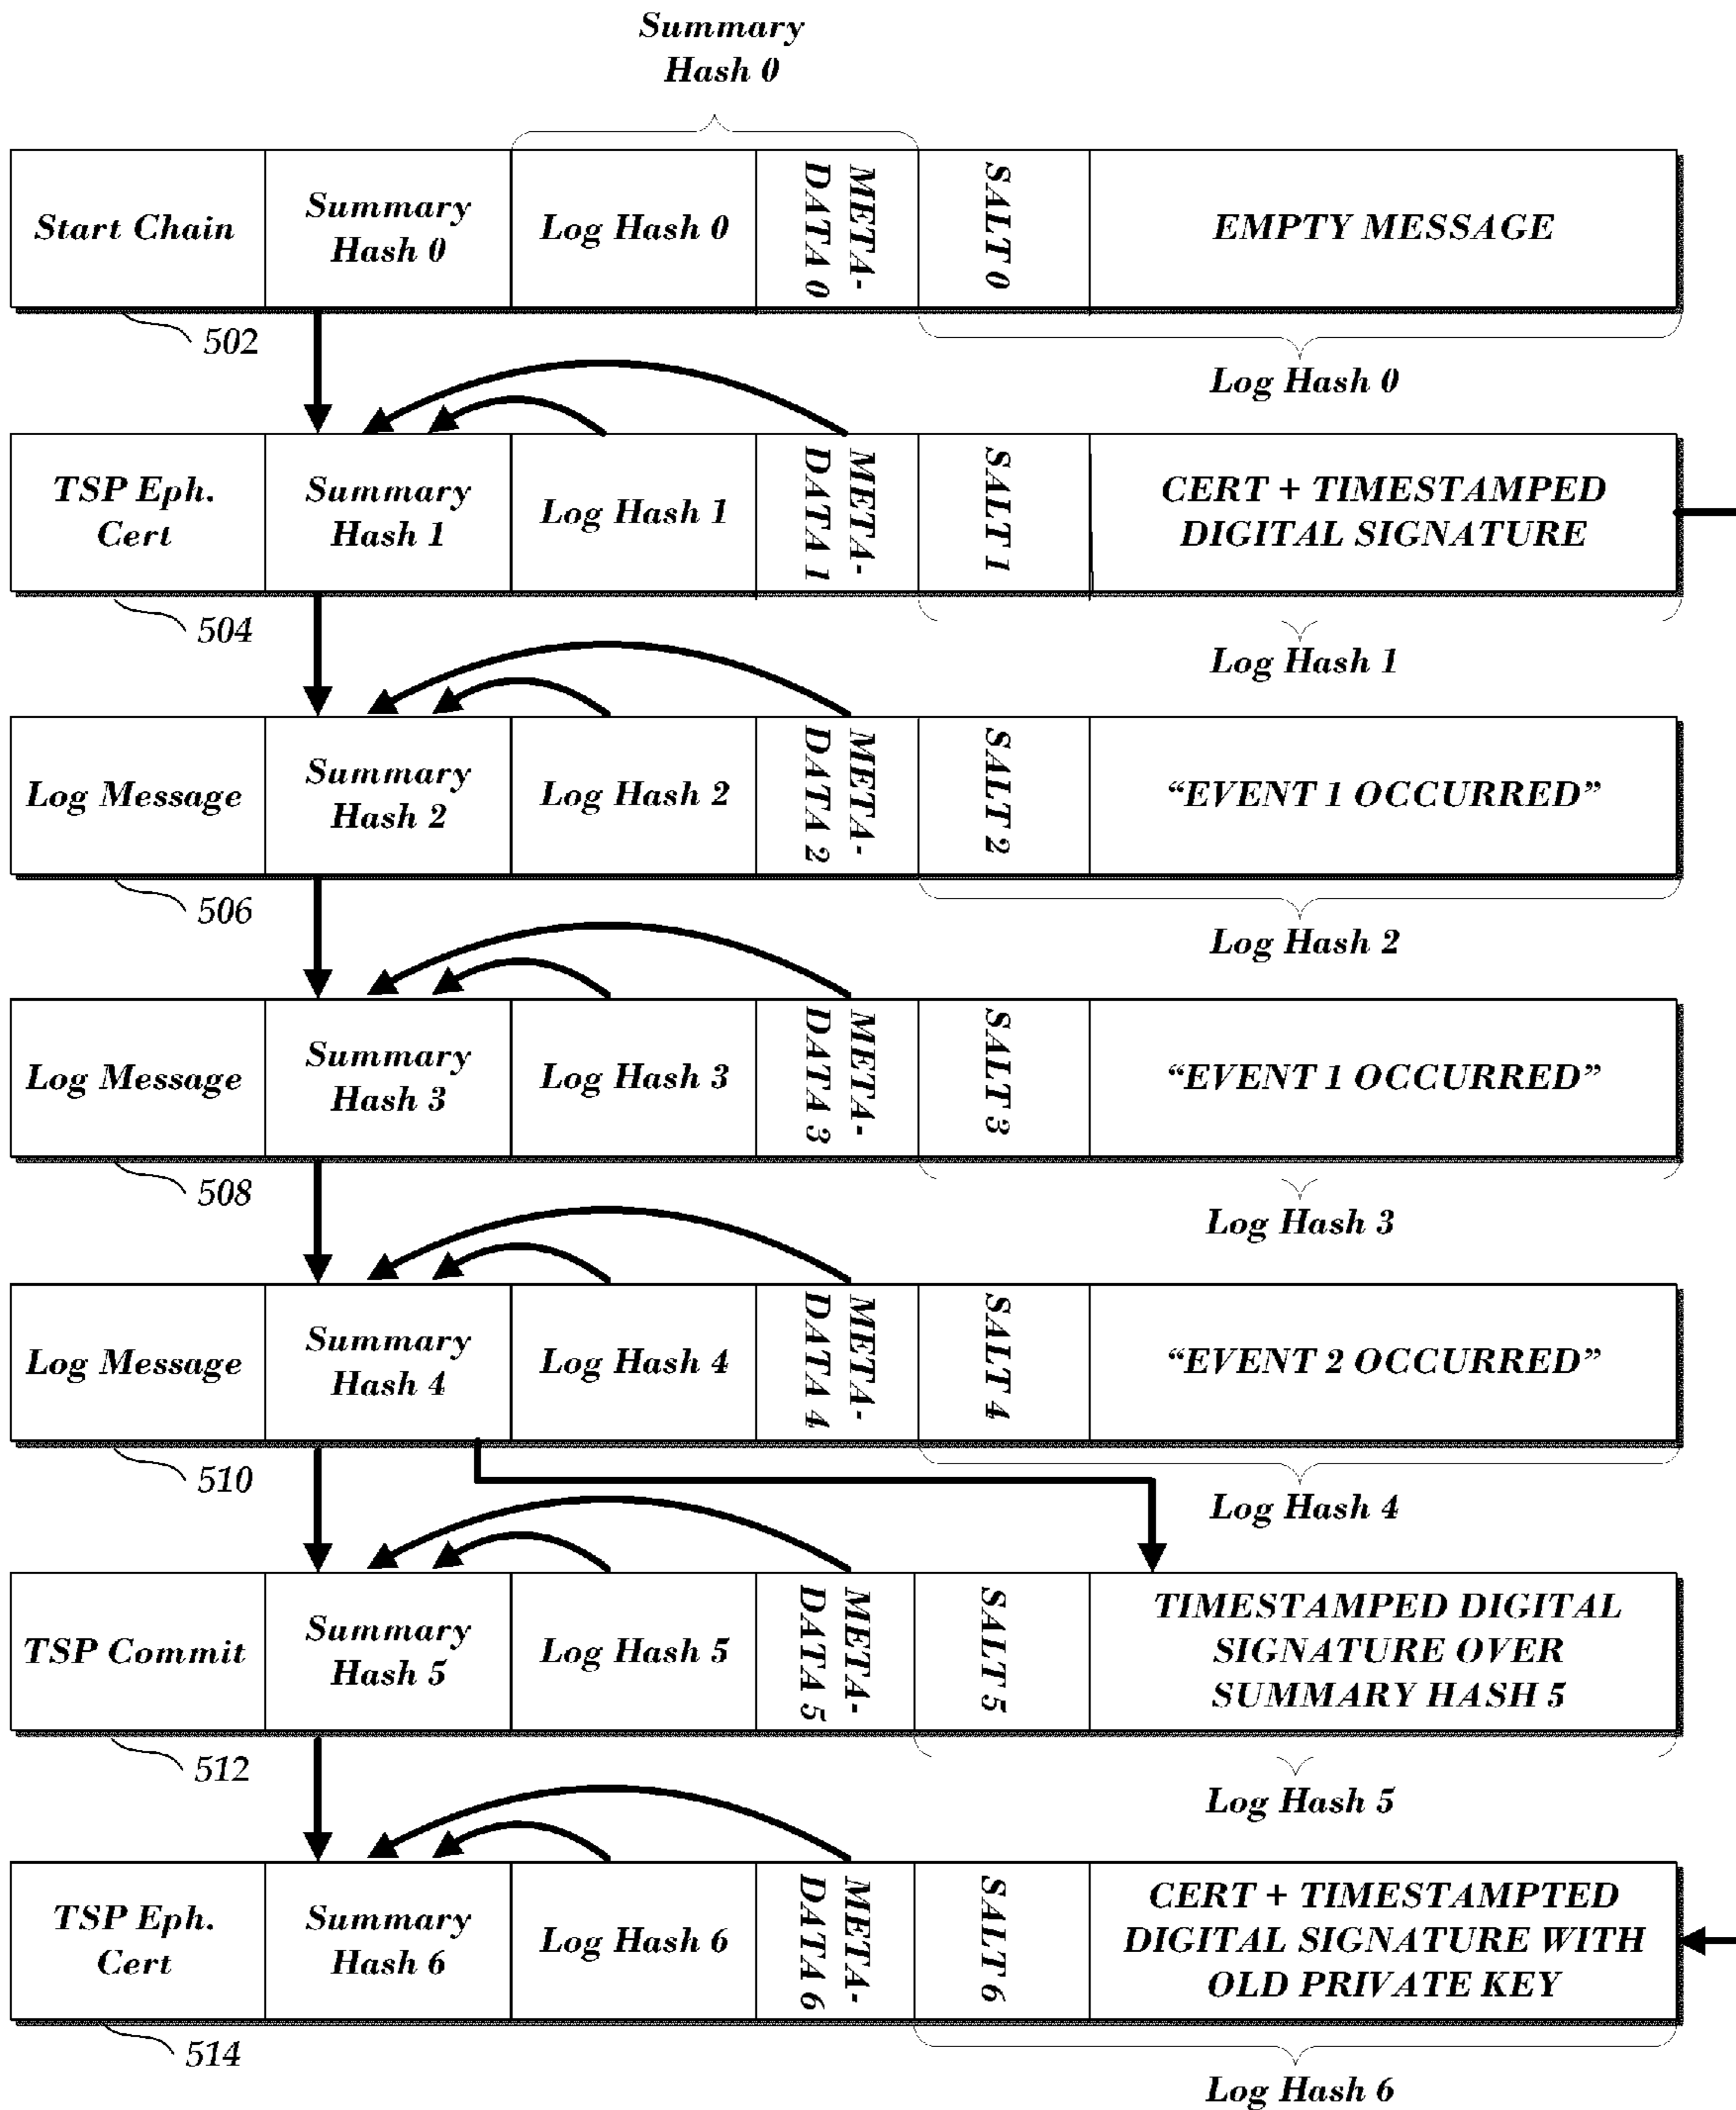 Summary
Hash 0
Start Chain
Summary
Hash 0
Log Hash 0
META-
DATA 0
SALT 0
EMPTY MESSAGE
502
Log Hash 0
TSP Eph.
Cert
Summary
Hash 1
Log Hash 1
META-
DATA 1
SALT 1
CERT + TIMESTAMPED
DIGITAL SIGNATURE
504
Log Hash 1
Log Message
Summary
Hash 2
Log Hash 2
META-
DATA 2
SALT 2
“EVENT 1 OCCURRED”
506
Log Hash 2
Log Message
Summary
Hash 3
Log Hash 3
META-
DATA 3
SALT 3
“EVENT 1 OCCURRED”
508
Log Hash 3
Log Message
Summary
Hash 4
Log Hash 4
META-
DATA 4
SALT 4
“EVENT 2 OCCURRED”
510
Log Hash 4
TSP Commit
Summary
Hash 5
Log Hash 5
META-
DATA 5
SALT 5
TIMESTAMPED DIGITAL
SIGNATURE OVER
SUMMARY HASH 5
512
Log Hash 5
TSP Eph.
Cert
Summary
Hash 6
Log Hash 6
META-
DATA 6
SALT 6
CERT + TIMESTAMPTED
DIGITAL SIGNATURE WITH
OLD PRIVATE KEY
514
Log Hash 6